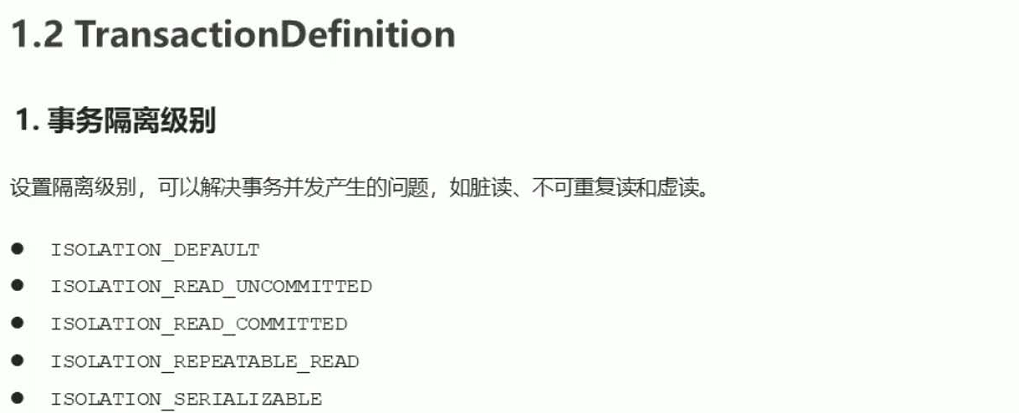 1.2 TransactionDefinition
1. 事务隔离级别
设置隔离级别，可以解决事务并发产生的问题，如脏读、不可重复读和虚读。
● ISOLATION_DEFAULT
● ISOLATION_READ_UNCOMMITTED
● ISOLATION_READ_COMMITTED
● ISOLATION_REPEATABLE_READ
● ISOLATION_SERIALIZABLE